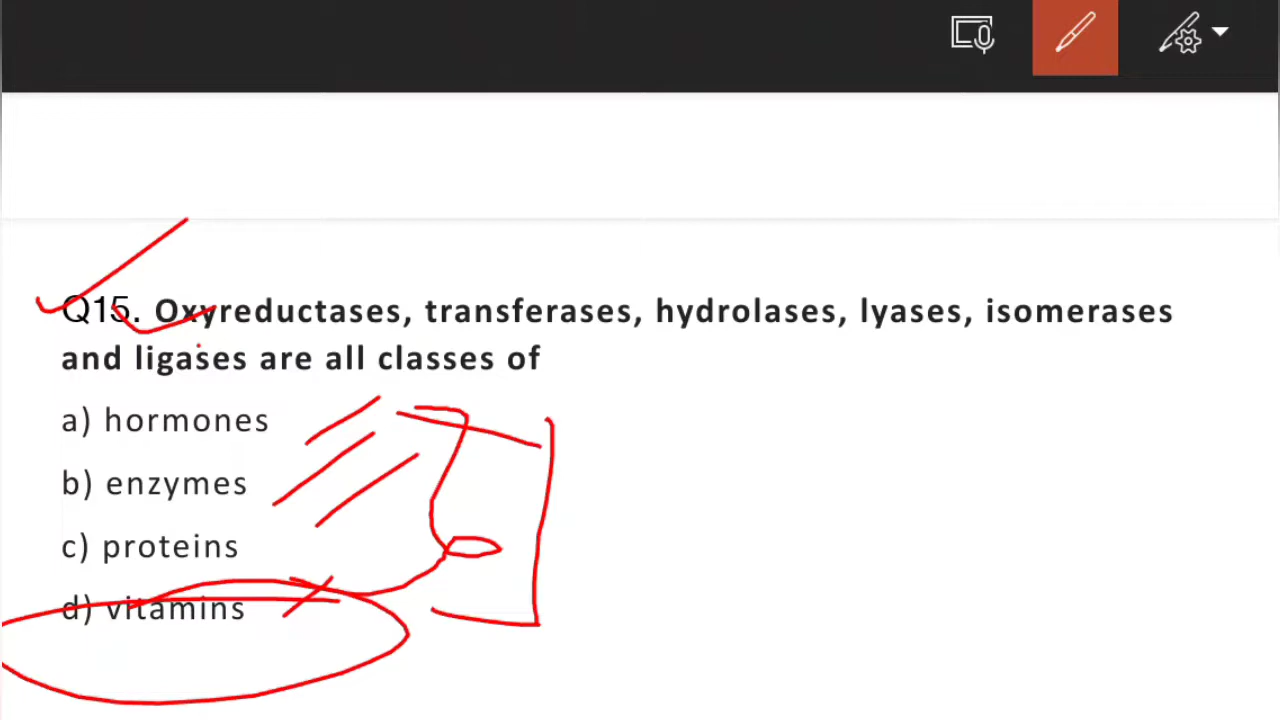 Q15. Oxyreductases, transferases, hydrolases, lyases, isomerases
and ligases are all classes of
a) hormones
b) enzymes
c) proteins
d) vitamins